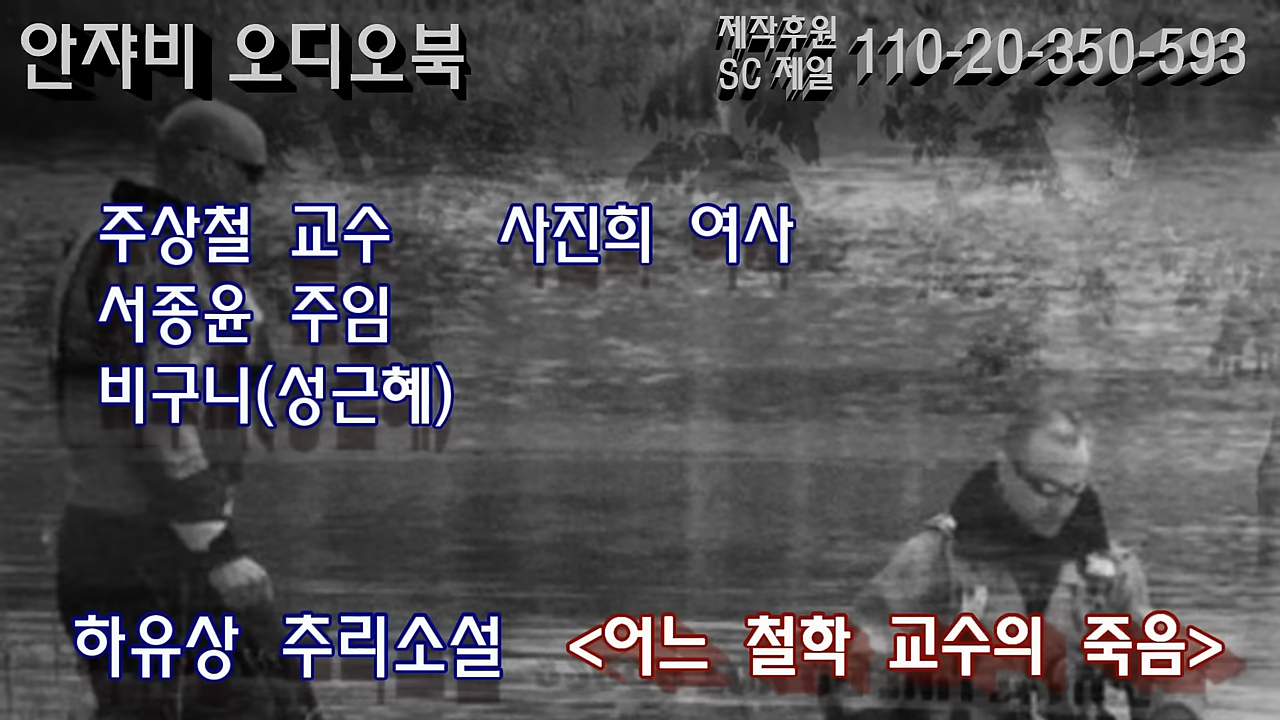 안쟈비 오디오북
제작후원
SC 제일
110-20-350-593
주상철 교수 사진희 여사
서종윤 주임
비구니(성근혜)
하유상 추리소설 <어느 철학 교수의 죽음>